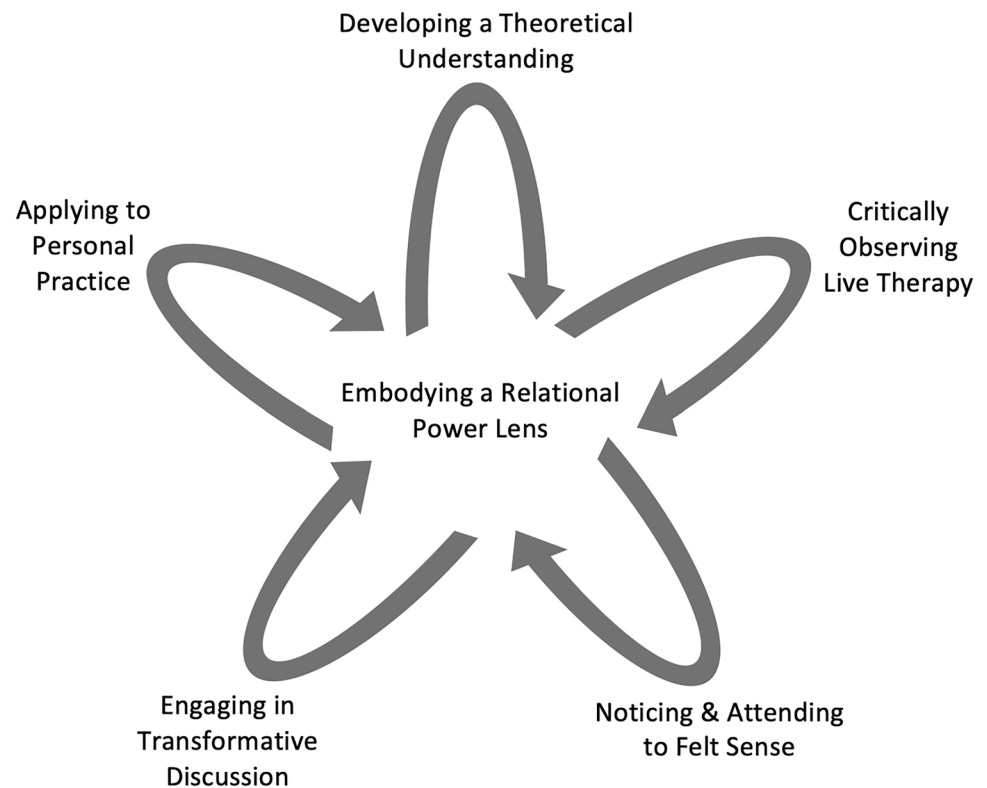 Developing a Theoretical
Understanding
Applying to
Personal
Practice
Critically
Observing
Live Therapy
Embodying a Relational
Power Lens
Engaging in
Transformative
Discussion
Noticing & Attending
to Felt Sense